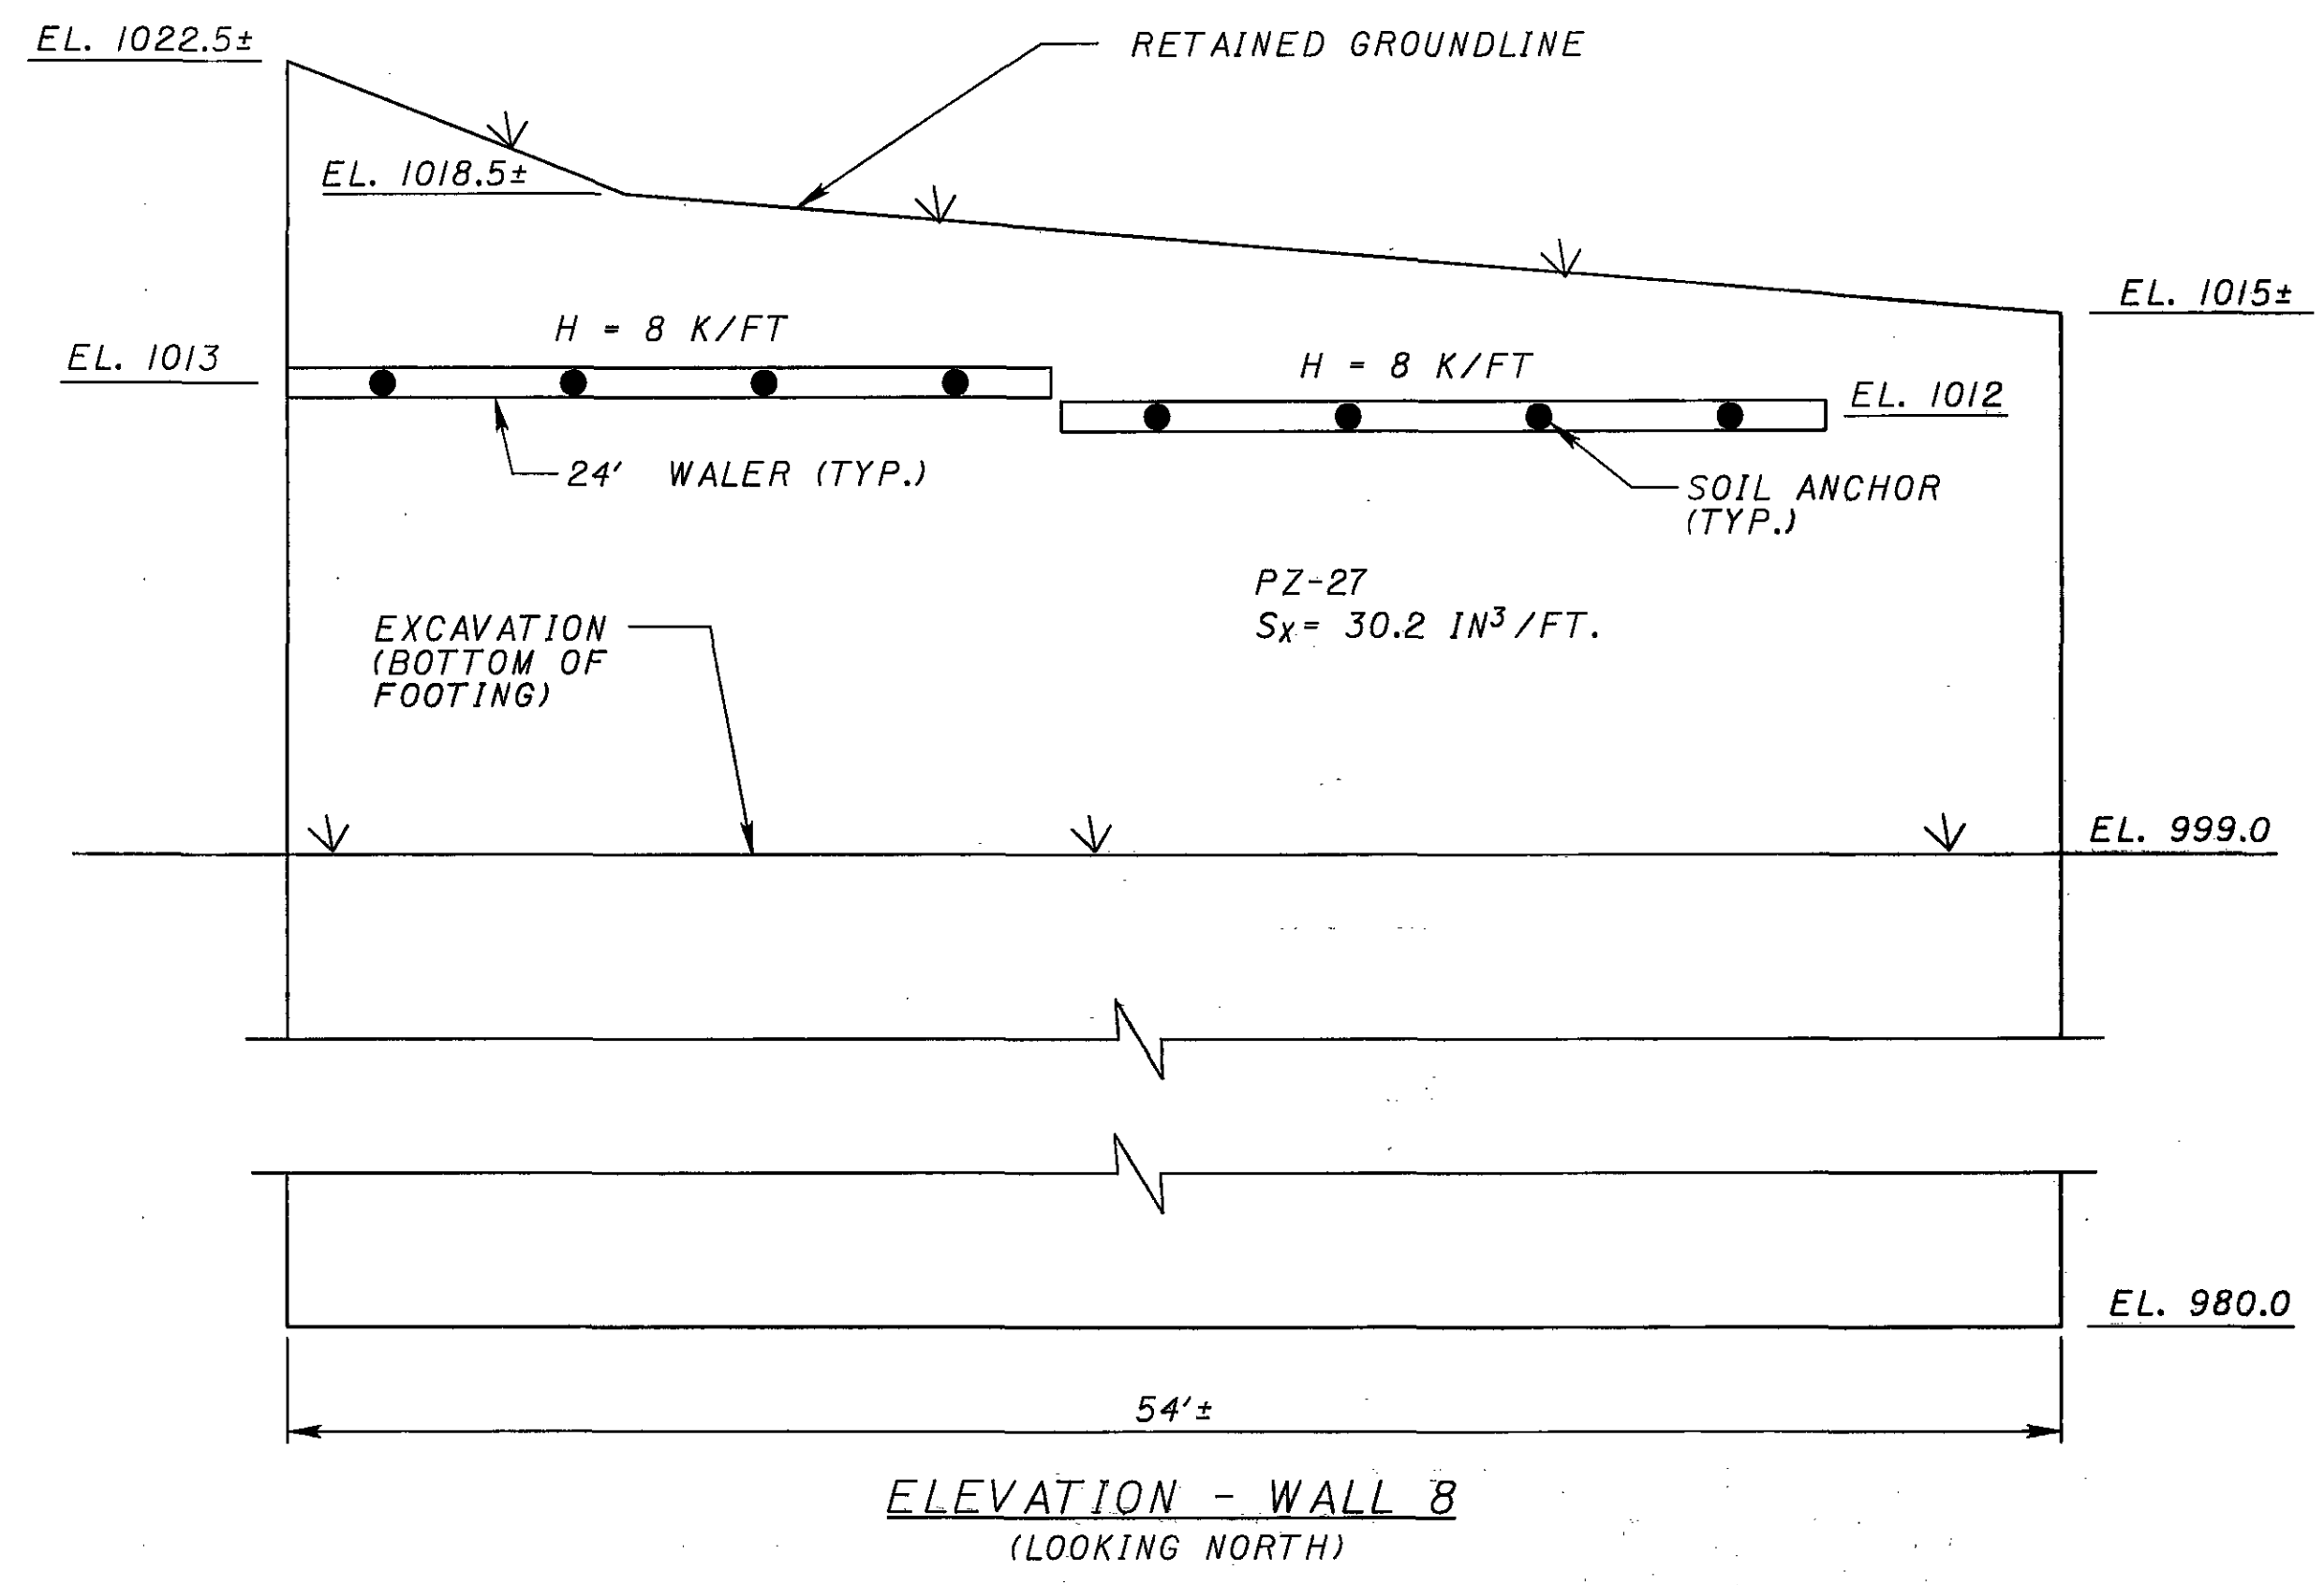 EL. 1022.5±
RETAINED GROUNDLINE
EL. 1018.5±
EL. 1015±
H = 8 K/FT
EL. 1013
H = 8 K/FT
EL. 1012
24' WALER (TYP.)
SOIL ANCHOR
(TYP.)
PZ-27
Sx= 30.2 IN³/FT.
EXCAVATION
(BOTTOM OF
FOOTING)
EL. 999.0
EL. 980.0
54'±
ELEVATION - WALL 8
(LOOKING NORTH)